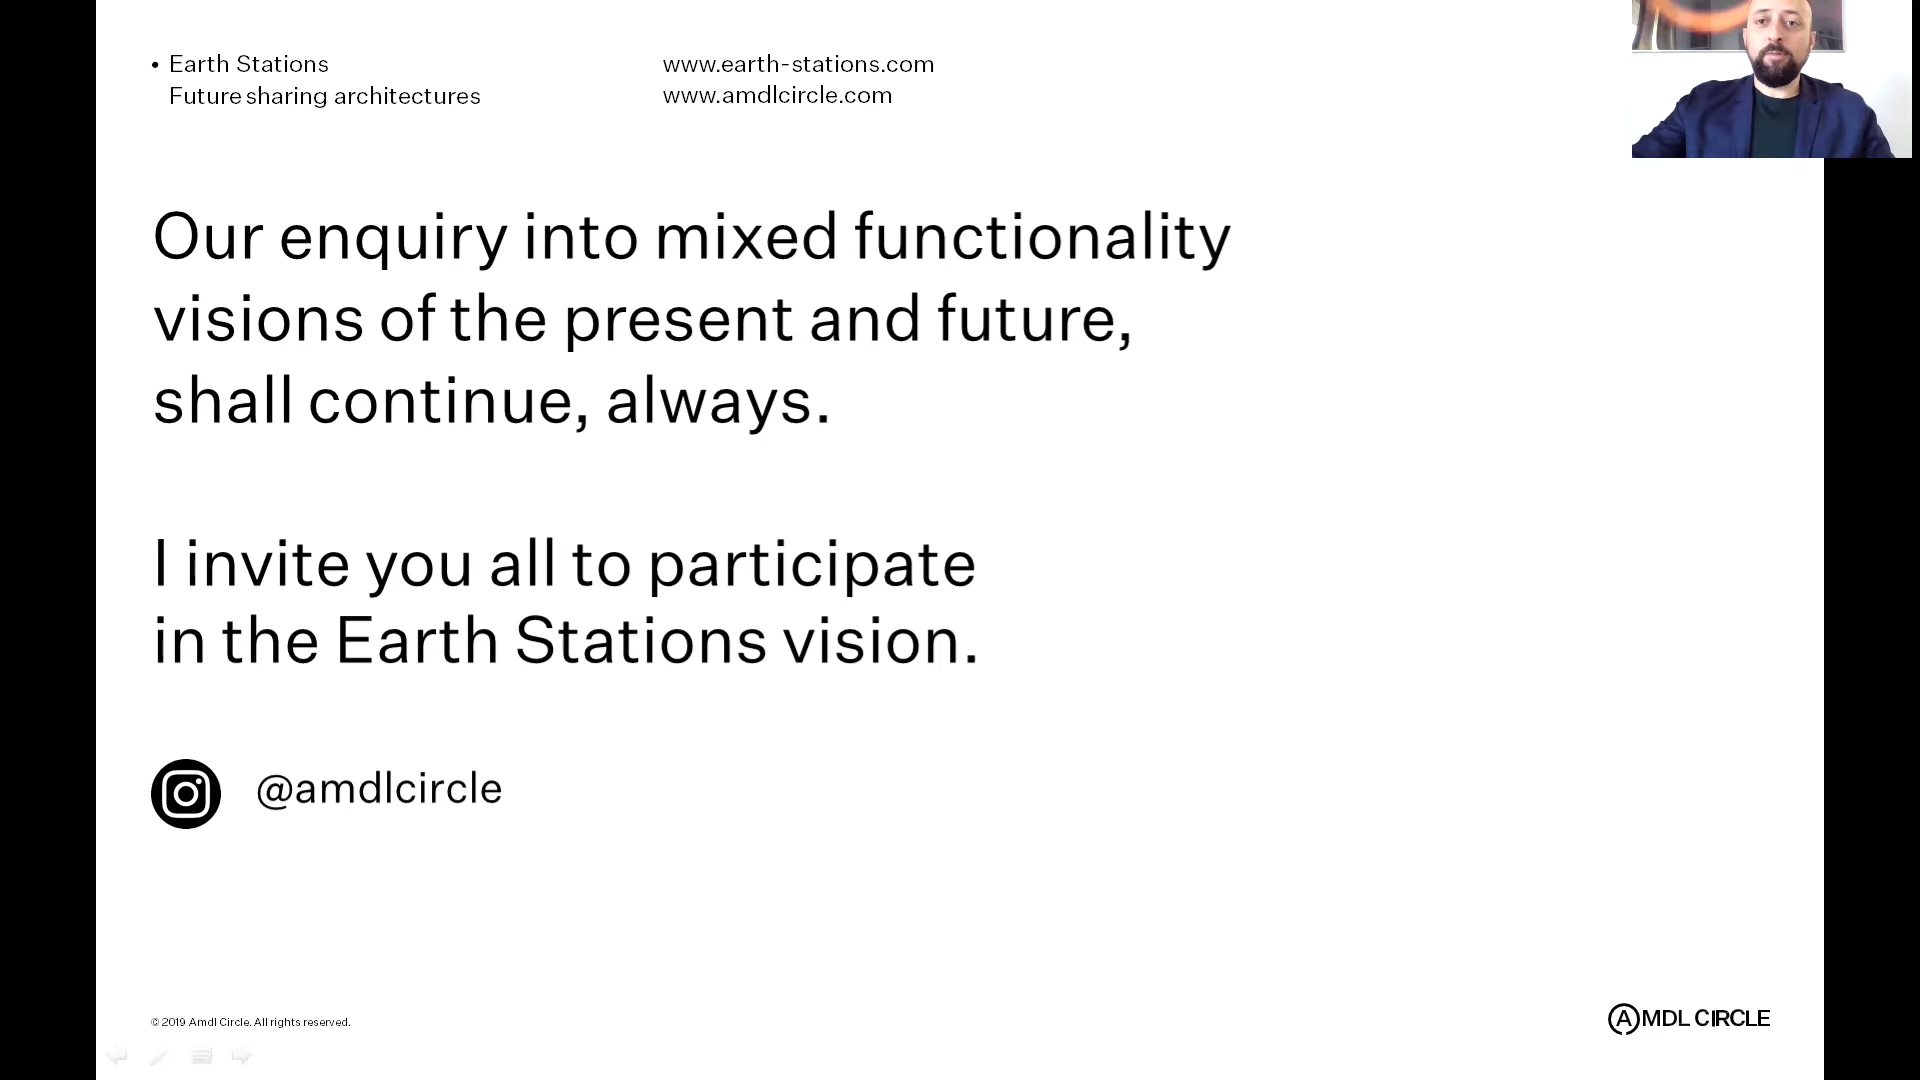 • Earth Stations
Future sharing architectures
www.earth-stations.com
www.amdlcircle.com
Our enquiry into mixed functionality
visions of the present and future,
shall continue, always.
I invite you all to participate
in the Earth Stations vision.
@amdlcircle
© 2019 Amdl Circle. All rights reserved.
AMDL CIRCLE